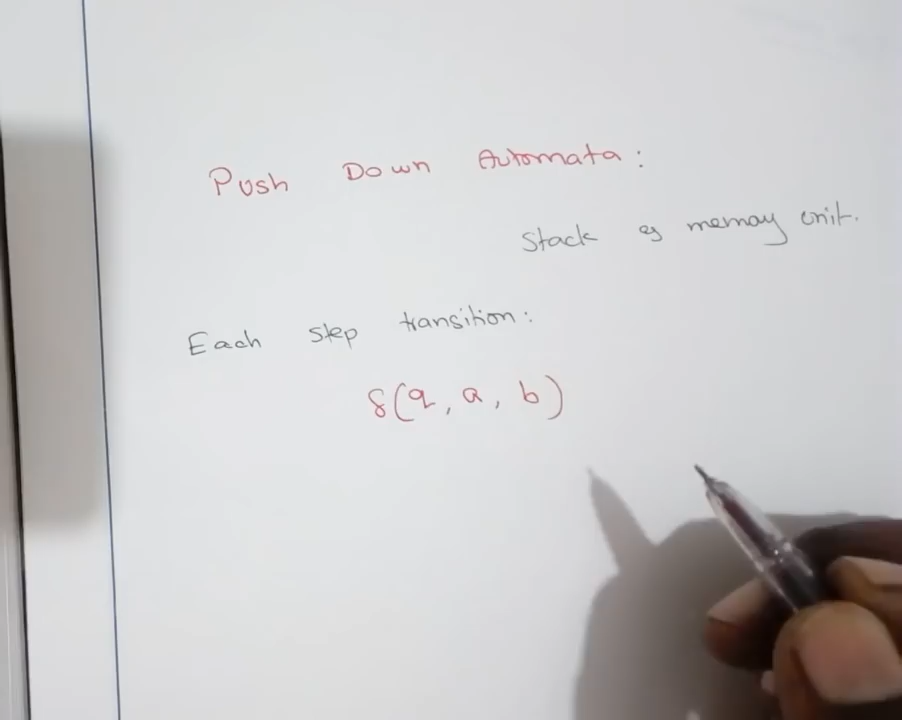 Push Down Automata:
Stack as memory unit.
Each step transition:
δ(q, a, b)